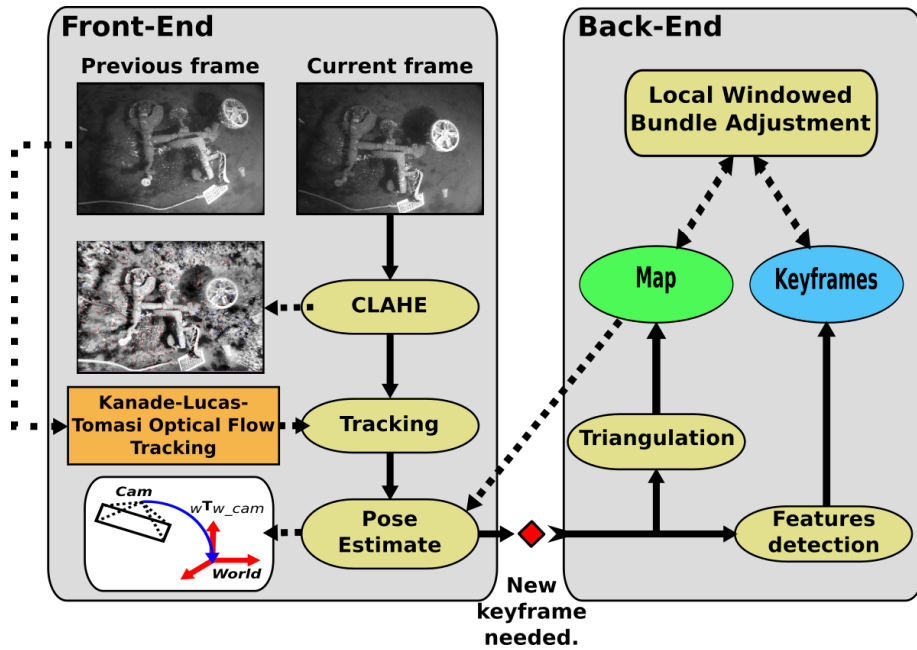 Front-End
Previous frame
Current frame
CLAHE
Kanade-Lucas-
Tomasi Optical Flow
Tracking
Tracking
Cam
wTw_cam
World
Pose
Estimate
New
keyframe
needed.
Back-End
Local Windowed
Bundle Adjustment
Map
Keyframes
Triangulation
Features
detection